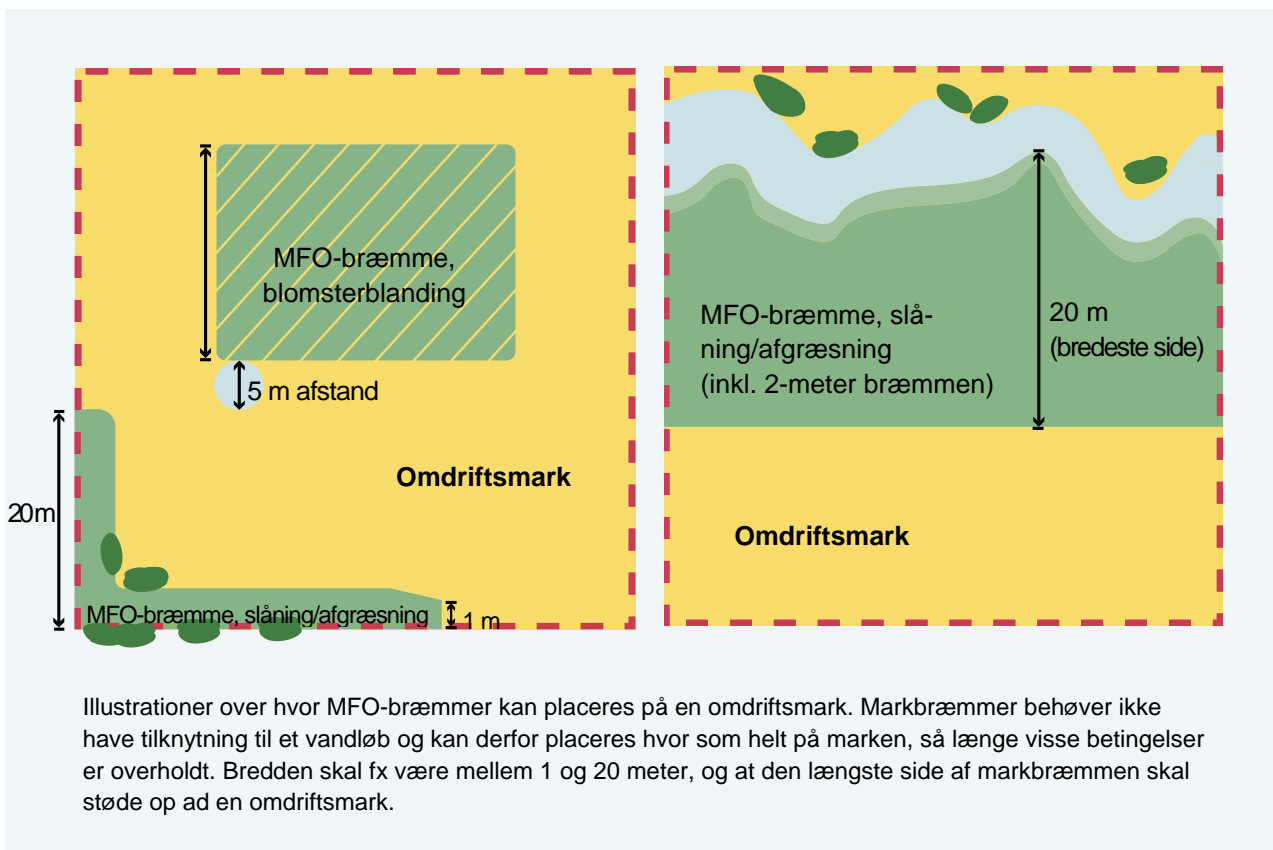 MFO-bræmme,
blomsterblanding
5 m afstand
Omdriftsmark
20m
MFO-bræmme, slåning/afgræsning
1 m
MFO-bræmme, slå-
ning/afgræsning
(inkl. 2-meter bræmmen)
20 m
(bredeste side)
Omdriftsmark
Illustrationer over hvor MFO-bræmmer kan placeres på en omdriftsmark. Markbræmmer behøver ikke
have tilknytning til et vandløb og kan derfor placeres hvor som helt på marken, så længe visse betingelser
er overholdt. Bredden skal fx være mellem 1 og 20 meter, og at den længste side af markbræmmen skal
støde op ad en omdriftsmark.